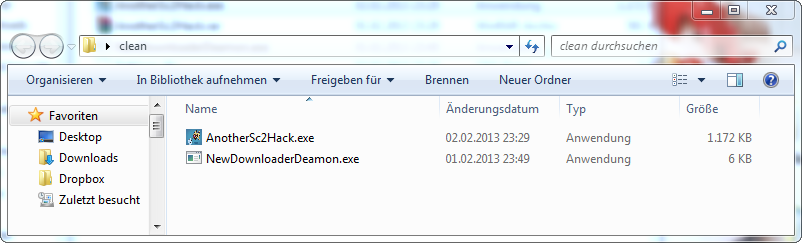 clean
clean durchsuchen
Organisieren In Bibliothek aufnehmen Freigeben für Brennen Neuer Ordner
Favoriten
Desktop
Downloads
Dropbox
Zuletzt besucht
Name Änderungsdatum Typ Größe
AnotherSc2Hack.exe 02.02.2013 23:29 Anwendung 1.172 KB
NewDownloaderDeamon.exe 01.02.2013 23:49 Anwendung 6 KB